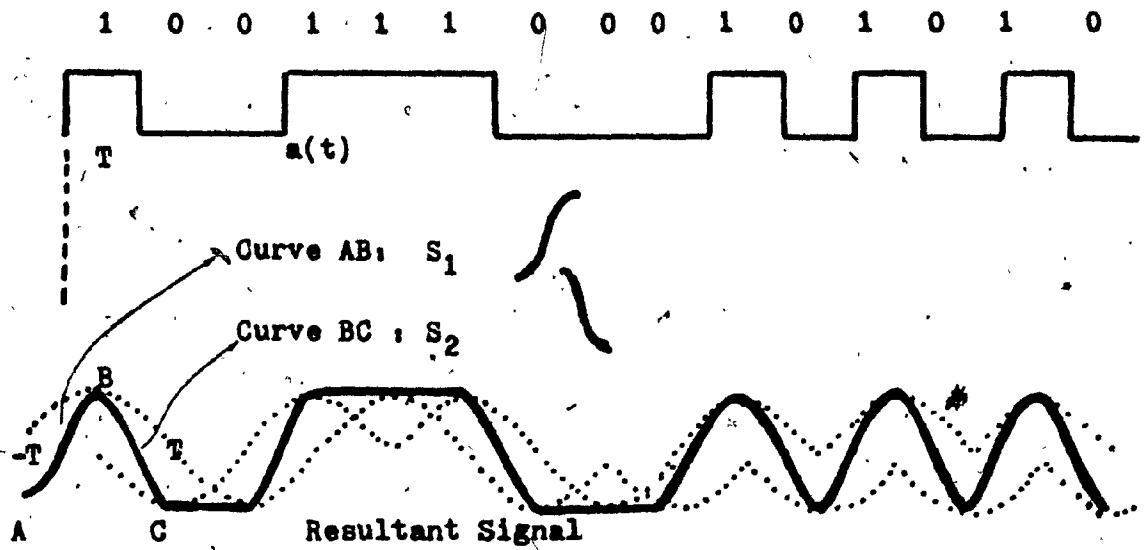 1 0 0 1 1 1 0 0 0 1 0 1 0 1 0
T a(t)
Curve AB: S1
Curve BC : S2
B
-T T
A C Resultant Signal